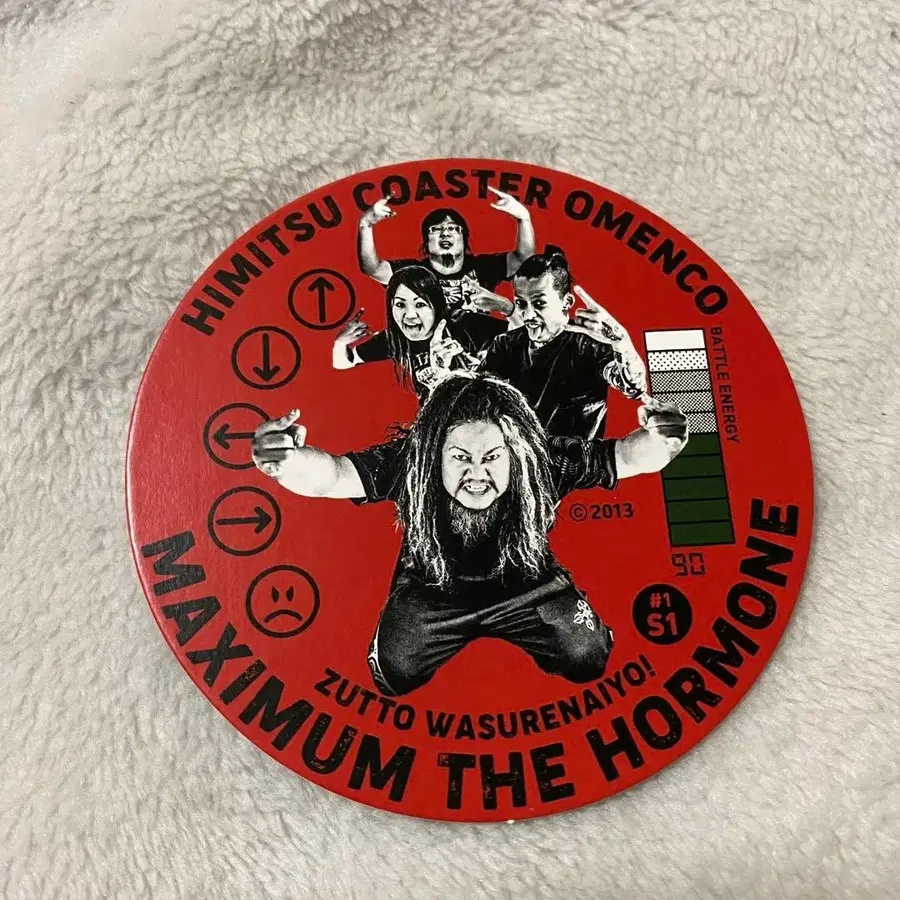 HIMITSU COASTER OMENCO
BATTLE ENERGY
©2013
90
#1
S1
ZUTTO WASURENAIYO!
MAXIMUM THE HORMONE